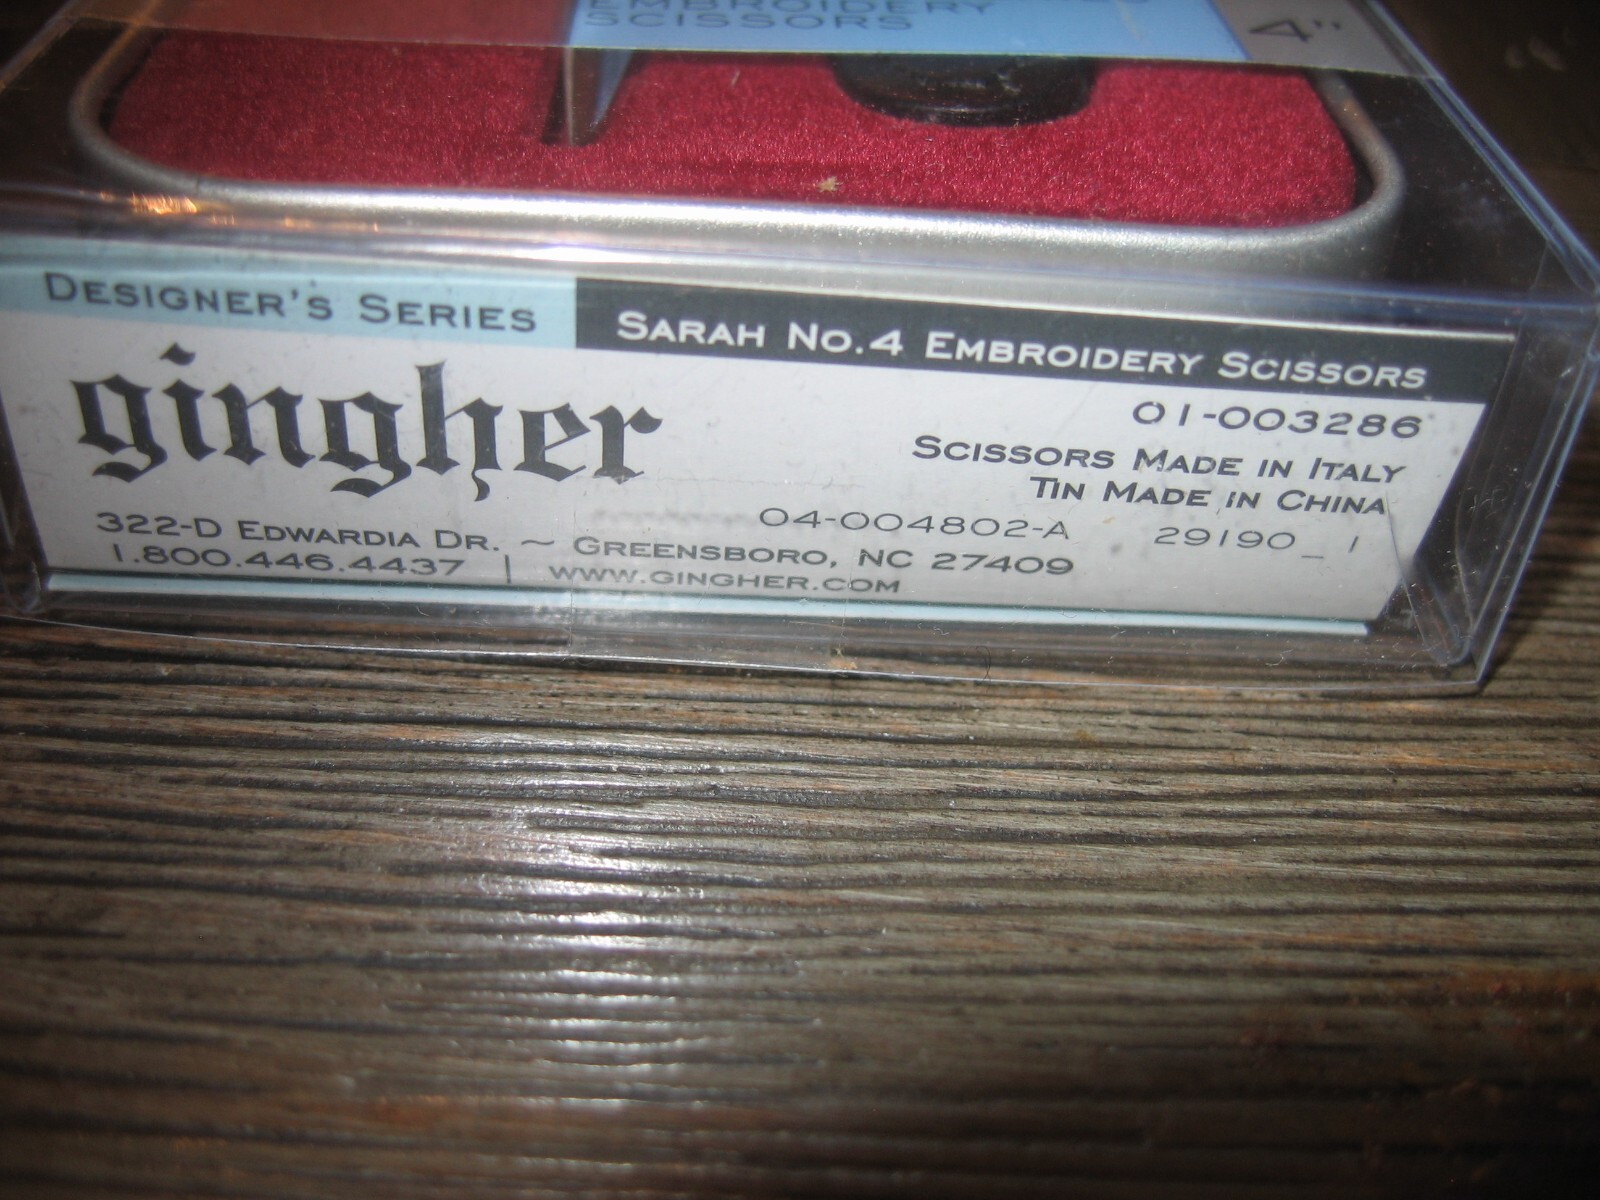 EMBROIDERY
SCISSORS
4"
DESIGNER'S SERIES
SARAH NO.4 EMBROIDERY SCISSORS
gingher
01-003286
SCISSORS MADE IN ITALY
TIN MADE IN CHINA
04-004802-A 29190_1
322-D EDWARDIA DR. ~ GREENSBORO, NC 27409
1.800.446.4437 | WWW.GINGHER.COM